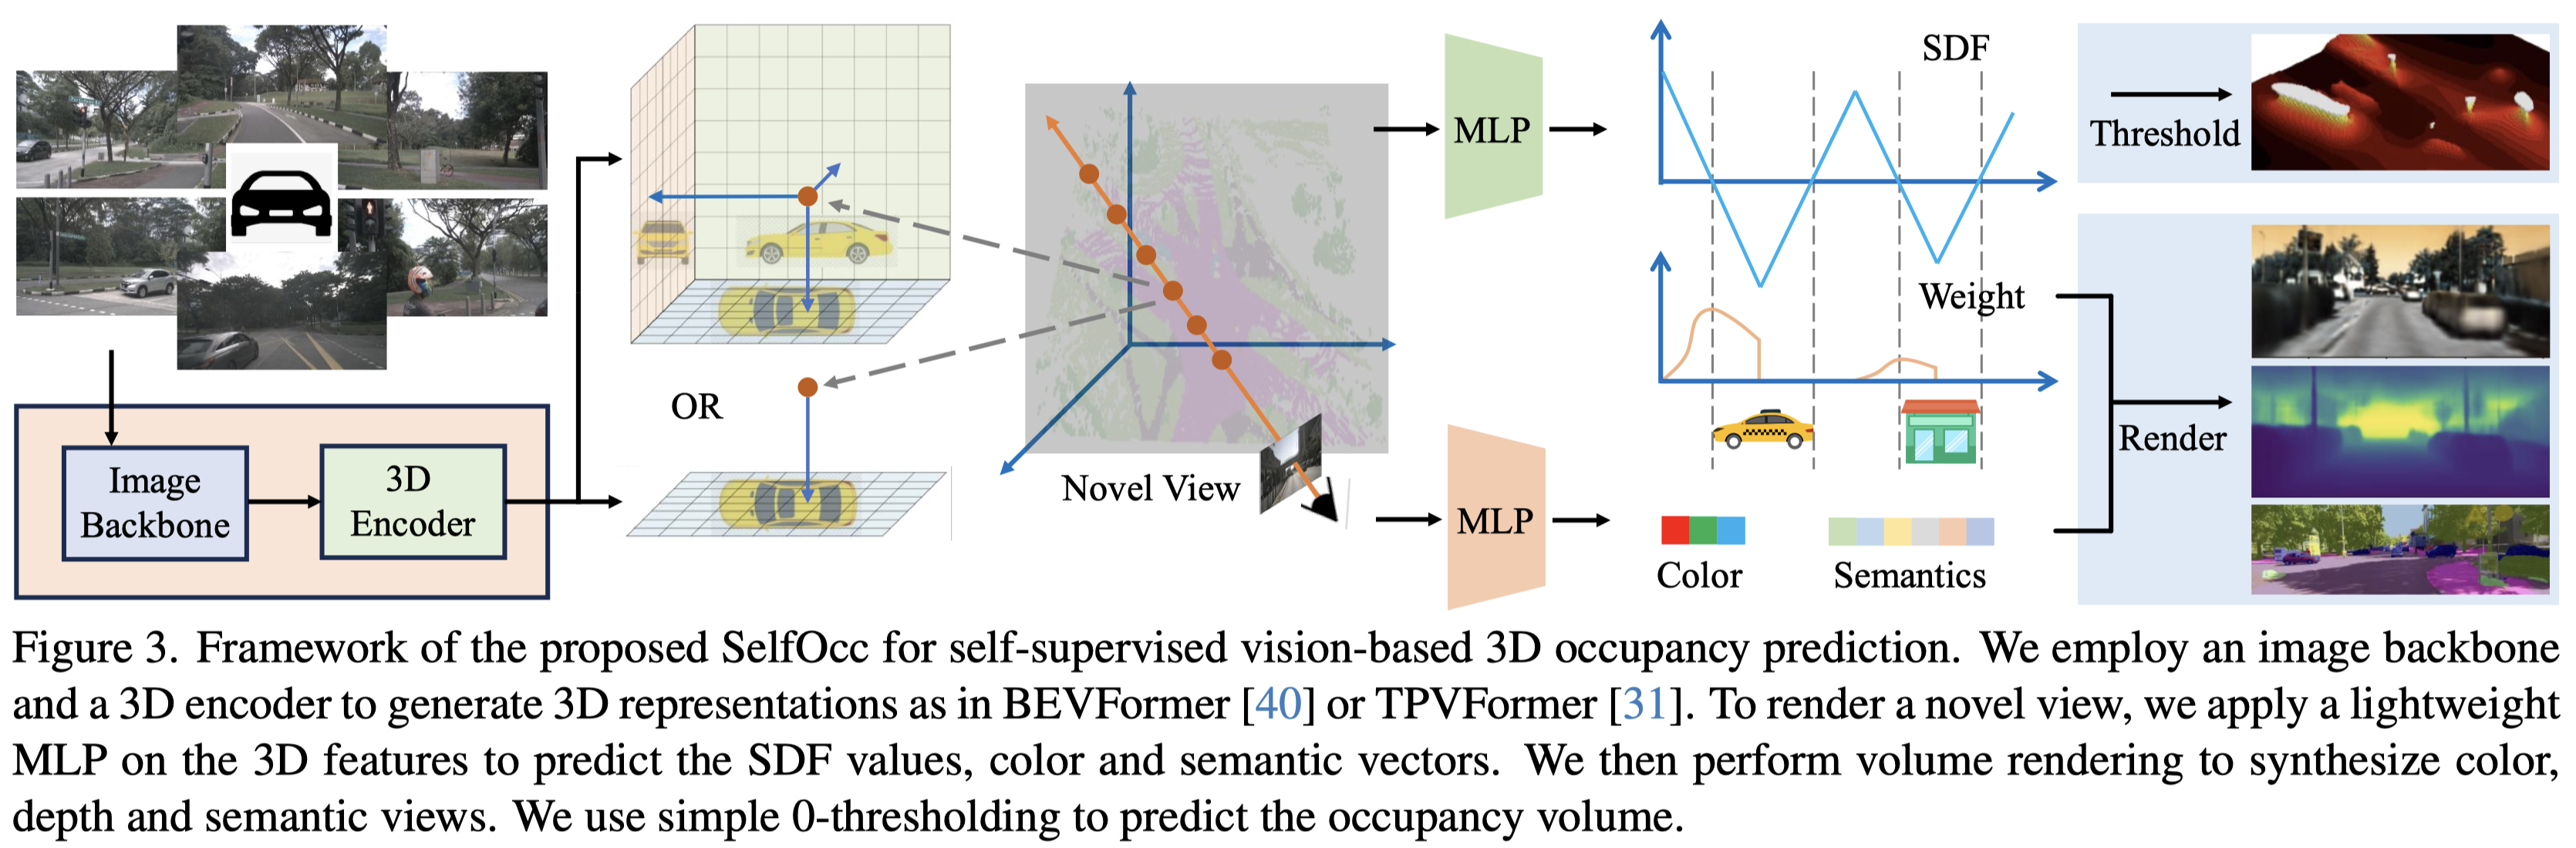 Image
Backbone
3D
Encoder
OR
Novel View
MLP
MLP
SDF
Weight
Color
Semantics
Threshold
Render
Figure 3. Framework of the proposed SelfOcc for self-supervised vision-based 3D occupancy prediction. We employ an image backbone
and a 3D encoder to generate 3D representations as in BEVFormer [40] or TPVFormer [31]. To render a novel view, we apply a lightweight
MLP on the 3D features to predict the SDF values, color and semantic vectors. We then perform volume rendering to synthesize color,
depth and semantic views. We use simple 0-thresholding to predict the occupancy volume.